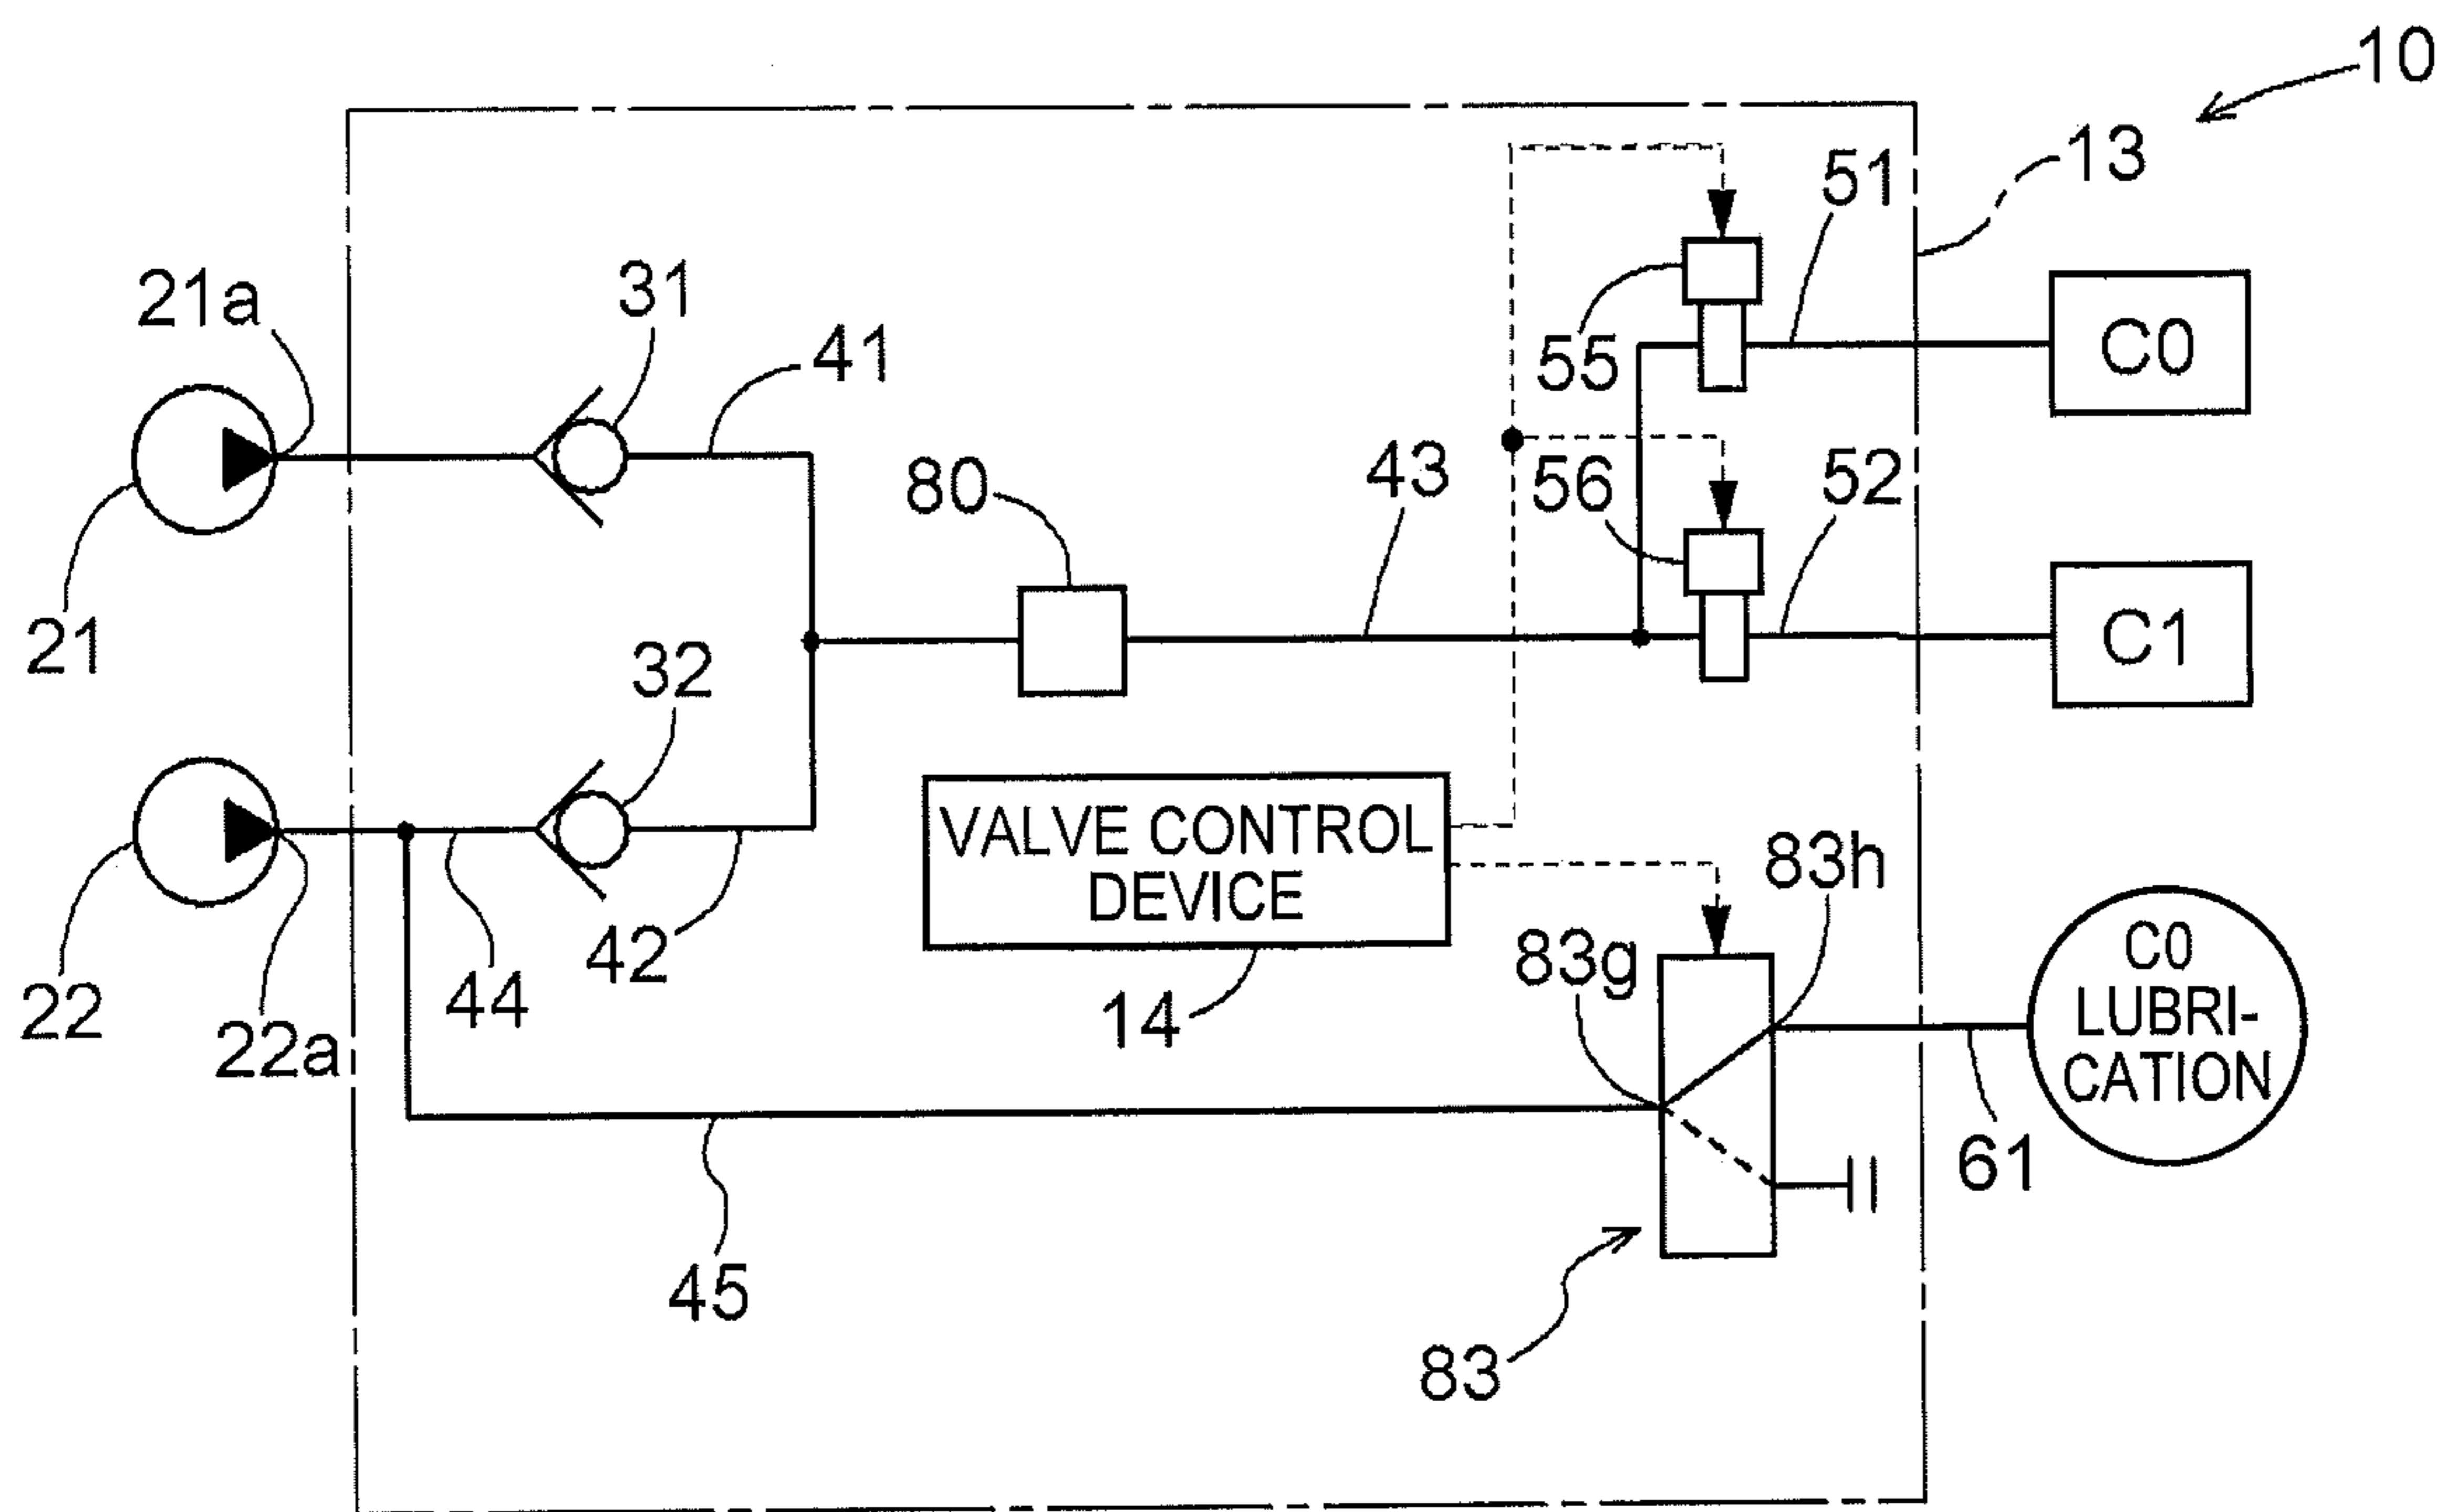 10
13
51
21a
31
41
55
C0
21
80
43
56
52
C1
32
VALVE CONTROL
DEVICE
83h
22
22a
44
42
14
83g
C0
LUBRI-
CATION
61
45
83